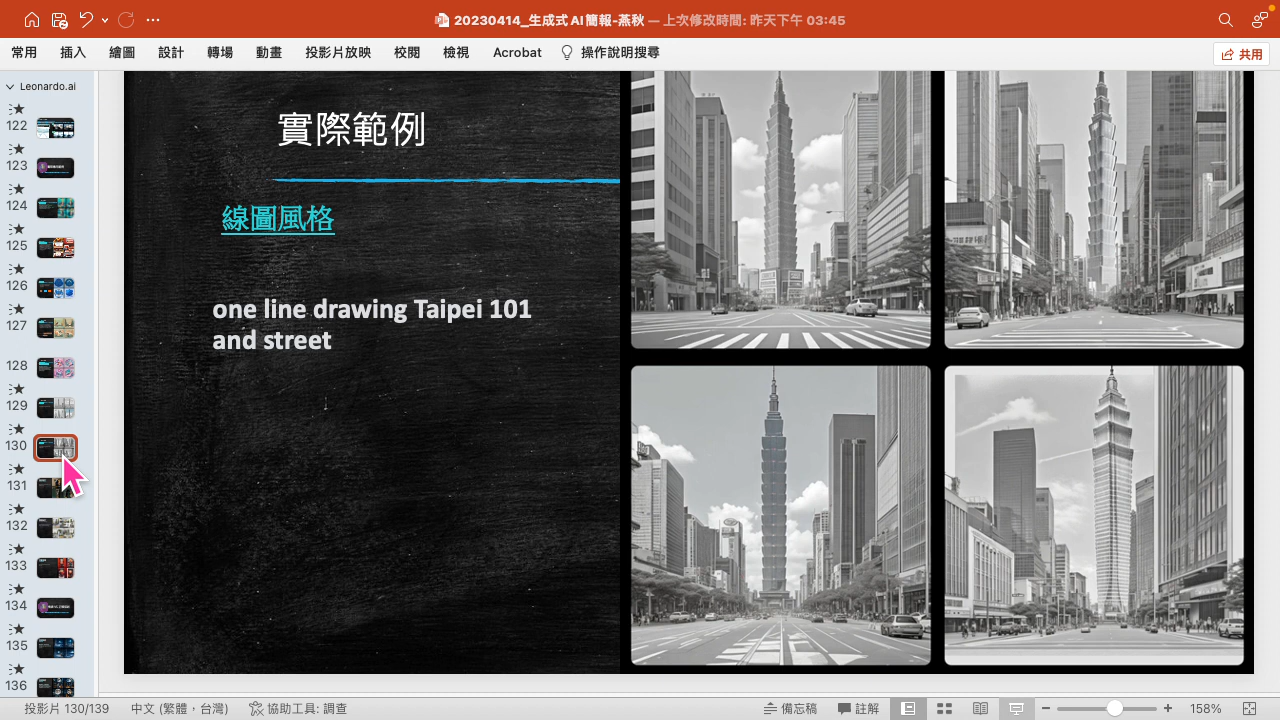 20230414_生成式AI簡報-燕秋 — 上次修改時間: 昨天下午 03:45
常用 插入 繪圖 設計 轉場 動畫 投影片放映 校閱 檢視 Acrobat 操作說明搜尋 共用
Leonardo.ai
122
123
124
125
126
127
128
129
130
131
132
133
134
135
136
實際範例
線圖風格
one line drawing Taipei 101
and street
投影片 130/139 中文 (繁體，台灣) 協助工具: 調查 備忘稿 註解 158%